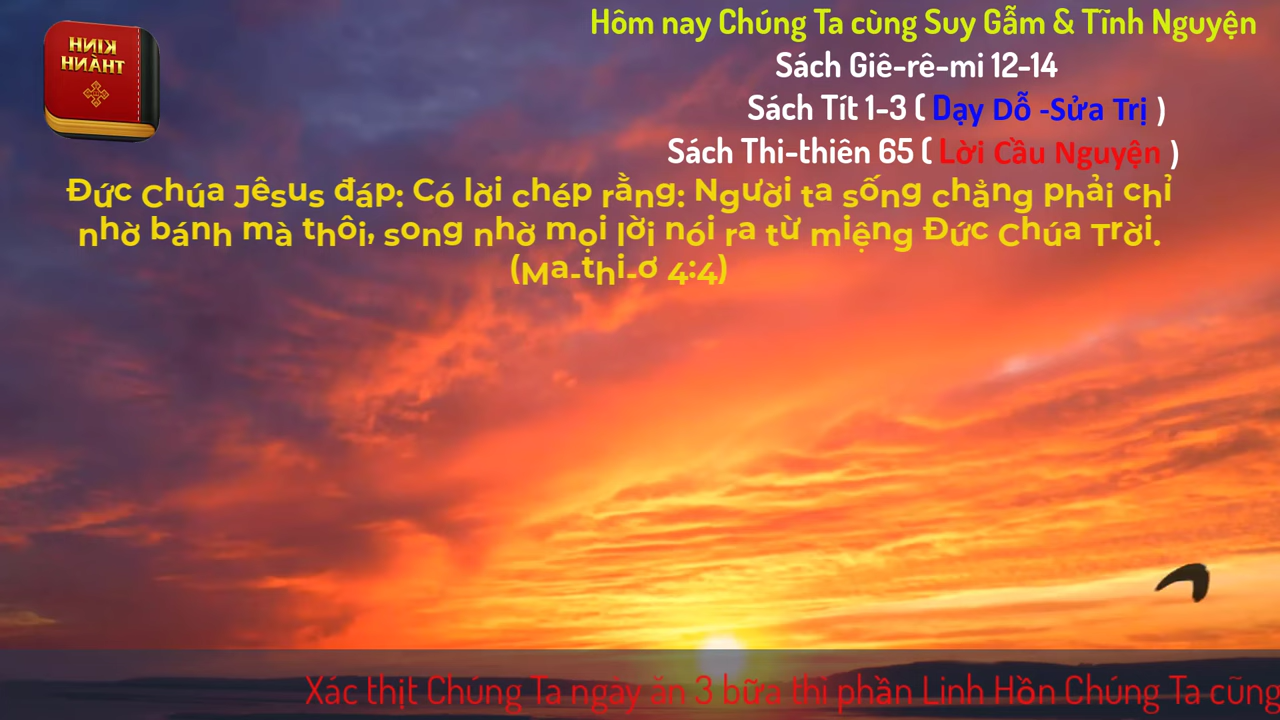 KINH
THÁNH
Hôm nay Chúng Ta cùng Suy Gẫm & Tĩnh Nguyện
Sách Giê-rê-mi 12-14
Sách Tít 1-3 ( Dạy Dỗ -Sửa Trị )
Sách Thi-thiên 65 ( Lời Cầu Nguyện )
Đức Chúa Jêsus đáp: Có lời chép rằng: Người ta sống chẳng phải chỉ
nhờ bánh mà thôi, song nhờ mọi lời nói ra từ miệng Đức Chúa Trời.
(Ma-thi-ơ 4:4)
Xác thịt Chúng Ta ngày ăn 3 bữa thì phần Linh Hồn Chúng Ta cũng